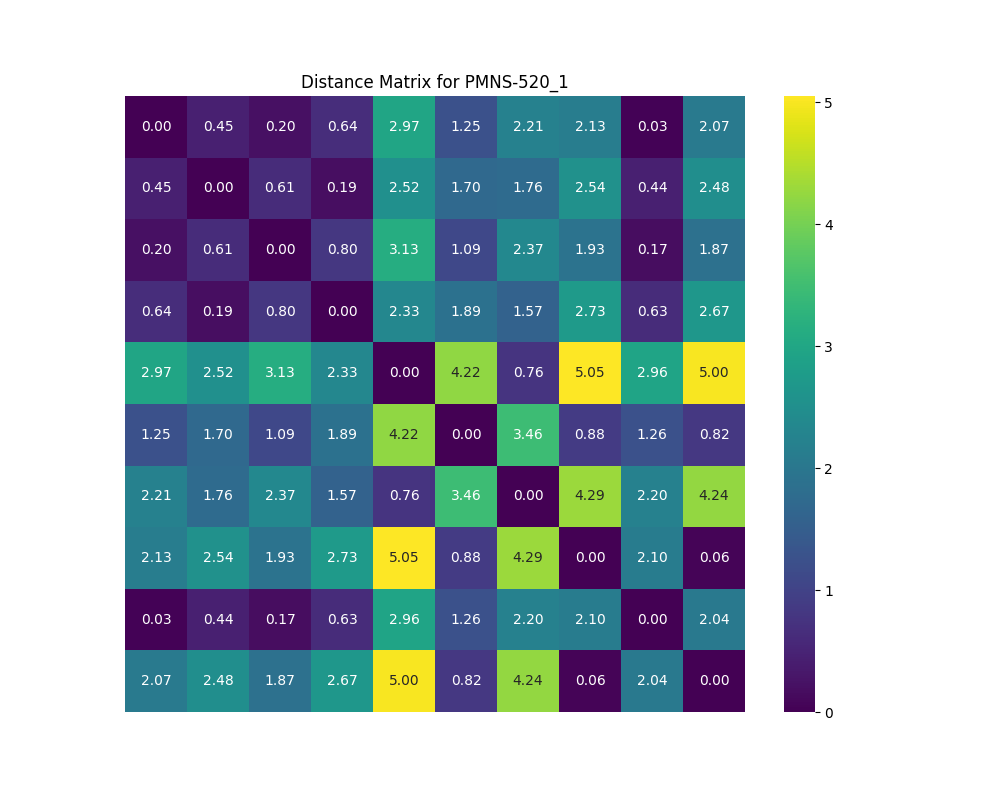 Distance Matrix for PMNS-520_1
0.00 0.45 0.20 0.64 2.97 1.25 2.21 2.13 0.03 2.07
0.45 0.00 0.61 0.19 2.52 1.70 1.76 2.54 0.44 2.48
0.20 0.61 0.00 0.80 3.13 1.09 2.37 1.93 0.17 1.87
0.64 0.19 0.80 0.00 2.33 1.89 1.57 2.73 0.63 2.67
2.97 2.52 3.13 2.33 0.00 4.22 0.76 5.05 2.96 5.00
1.25 1.70 1.09 1.89 4.22 0.00 3.46 0.88 1.26 0.82
2.21 1.76 2.37 1.57 0.76 3.46 0.00 4.29 2.20 4.24
2.13 2.54 1.93 2.73 5.05 0.88 4.29 0.00 2.10 0.06
0.03 0.44 0.17 0.63 2.96 1.26 2.20 2.10 0.00 2.04
2.07 2.48 1.87 2.67 5.00 0.82 4.24 0.06 2.04 0.00
5
4
3
2
1
0